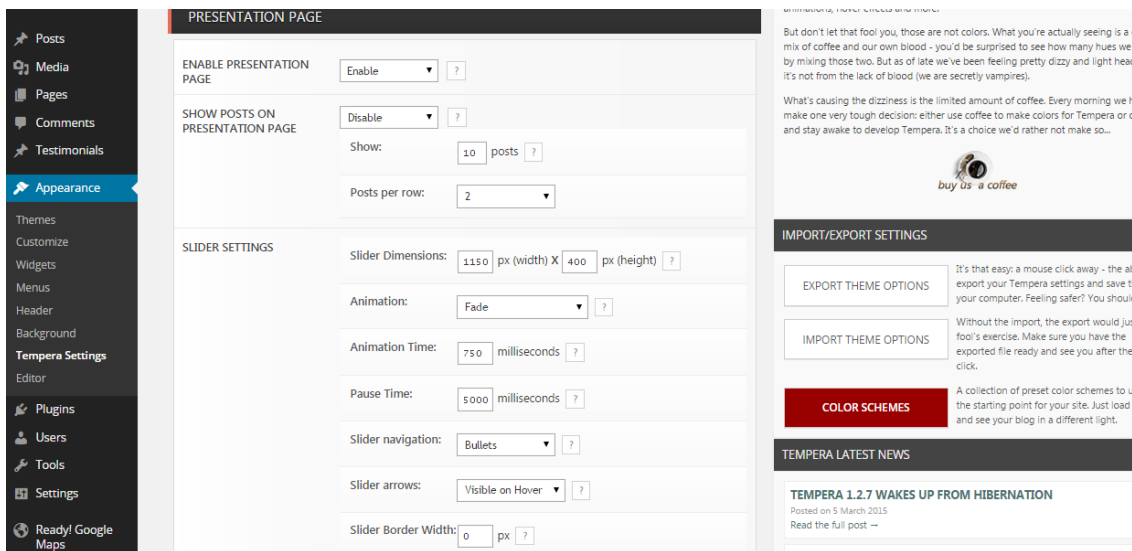 Posts
Media
Pages
Comments
Testimonials
Appearance
Themes
Customize
Widgets
Menus
Header
Background
Tempera Settings
Editor
Plugins
Users
Tools
Settings
Ready! Google
Maps
PRESENTATION PAGE
ENABLE PRESENTATION
PAGE
Enable
?
SHOW POSTS ON
PRESENTATION PAGE
Disable
?
Show:
10 posts ?
Posts per row:
2
SLIDER SETTINGS
Slider Dimensions:
1150 px (width) X 400 px (height) ?
Animation:
Fade
?
Animation Time:
750 milliseconds ?
Pause Time:
5000 milliseconds ?
Slider navigation:
Bullets
?
Slider arrows:
Visible on Hover
?
Slider Border Width:
0 px ?
animations, hover effects and more.
But don't let that fool you, those are not colors. What you're actually seeing is a
mix of coffee and our own blood - you'd be surprised to see how many hues we
by mixing those two. But as of late we've been feeling pretty dizzy and light
it's not from the lack of blood (we are secretly vampires).
What's causing the dizziness is the limited amount of coffee. Every morning we
make one very tough decision: either use coffee to make colors for Tempera or
and stay awake to develop Tempera. It's a choice we'd rather not make so...
buy us a coffee
IMPORT/EXPORT SETTINGS
EXPORT THEME OPTIONS
It's that easy: a mouse click away - the
export your Tempera settings and save
your computer. Feeling safer? You
IMPORT THEME OPTIONS
Without the import, the export would
fool's exercise. Make sure you have the
exported file ready and see you after the
click.
COLOR SCHEMES
A collection of preset color schemes to
the starting point for your site. Just load
and see your blog in a different light.
TEMPERA LATEST NEWS
TEMPERA 1.2.7 WAKES UP FROM HIBERNATION
Posted on 5 March 2015
Read the full post →